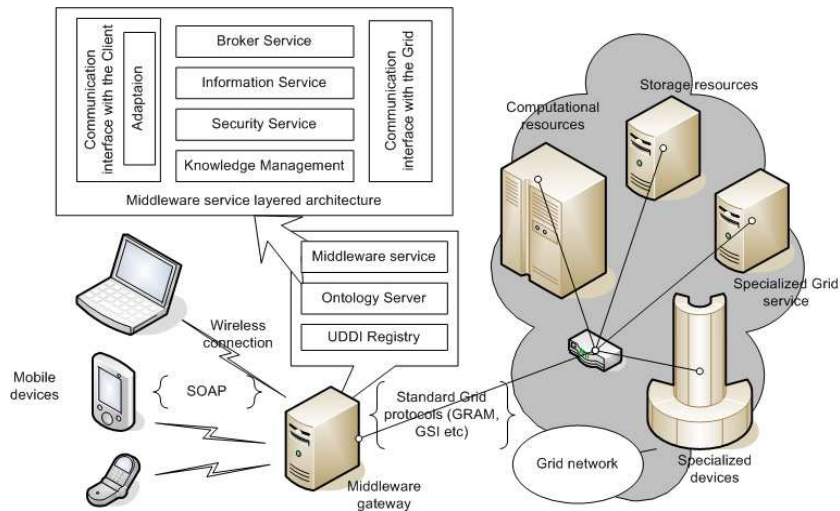 Communication
interface with the Client
Adaptaion
Broker Service
Information Service
Security Service
Knowledge Management
Communication
interface with the Grid
Middleware service layered architecture
Middleware service
Ontology Server
UDDI Registry
Wireless
connection
Mobile
devices
SOAP
Middleware
gateway
Standard Grid
protocols (GRAM,
GSI etc)
Storage resources
Computational
resources
Specialized Grid
service
Specialized
devices
Grid network